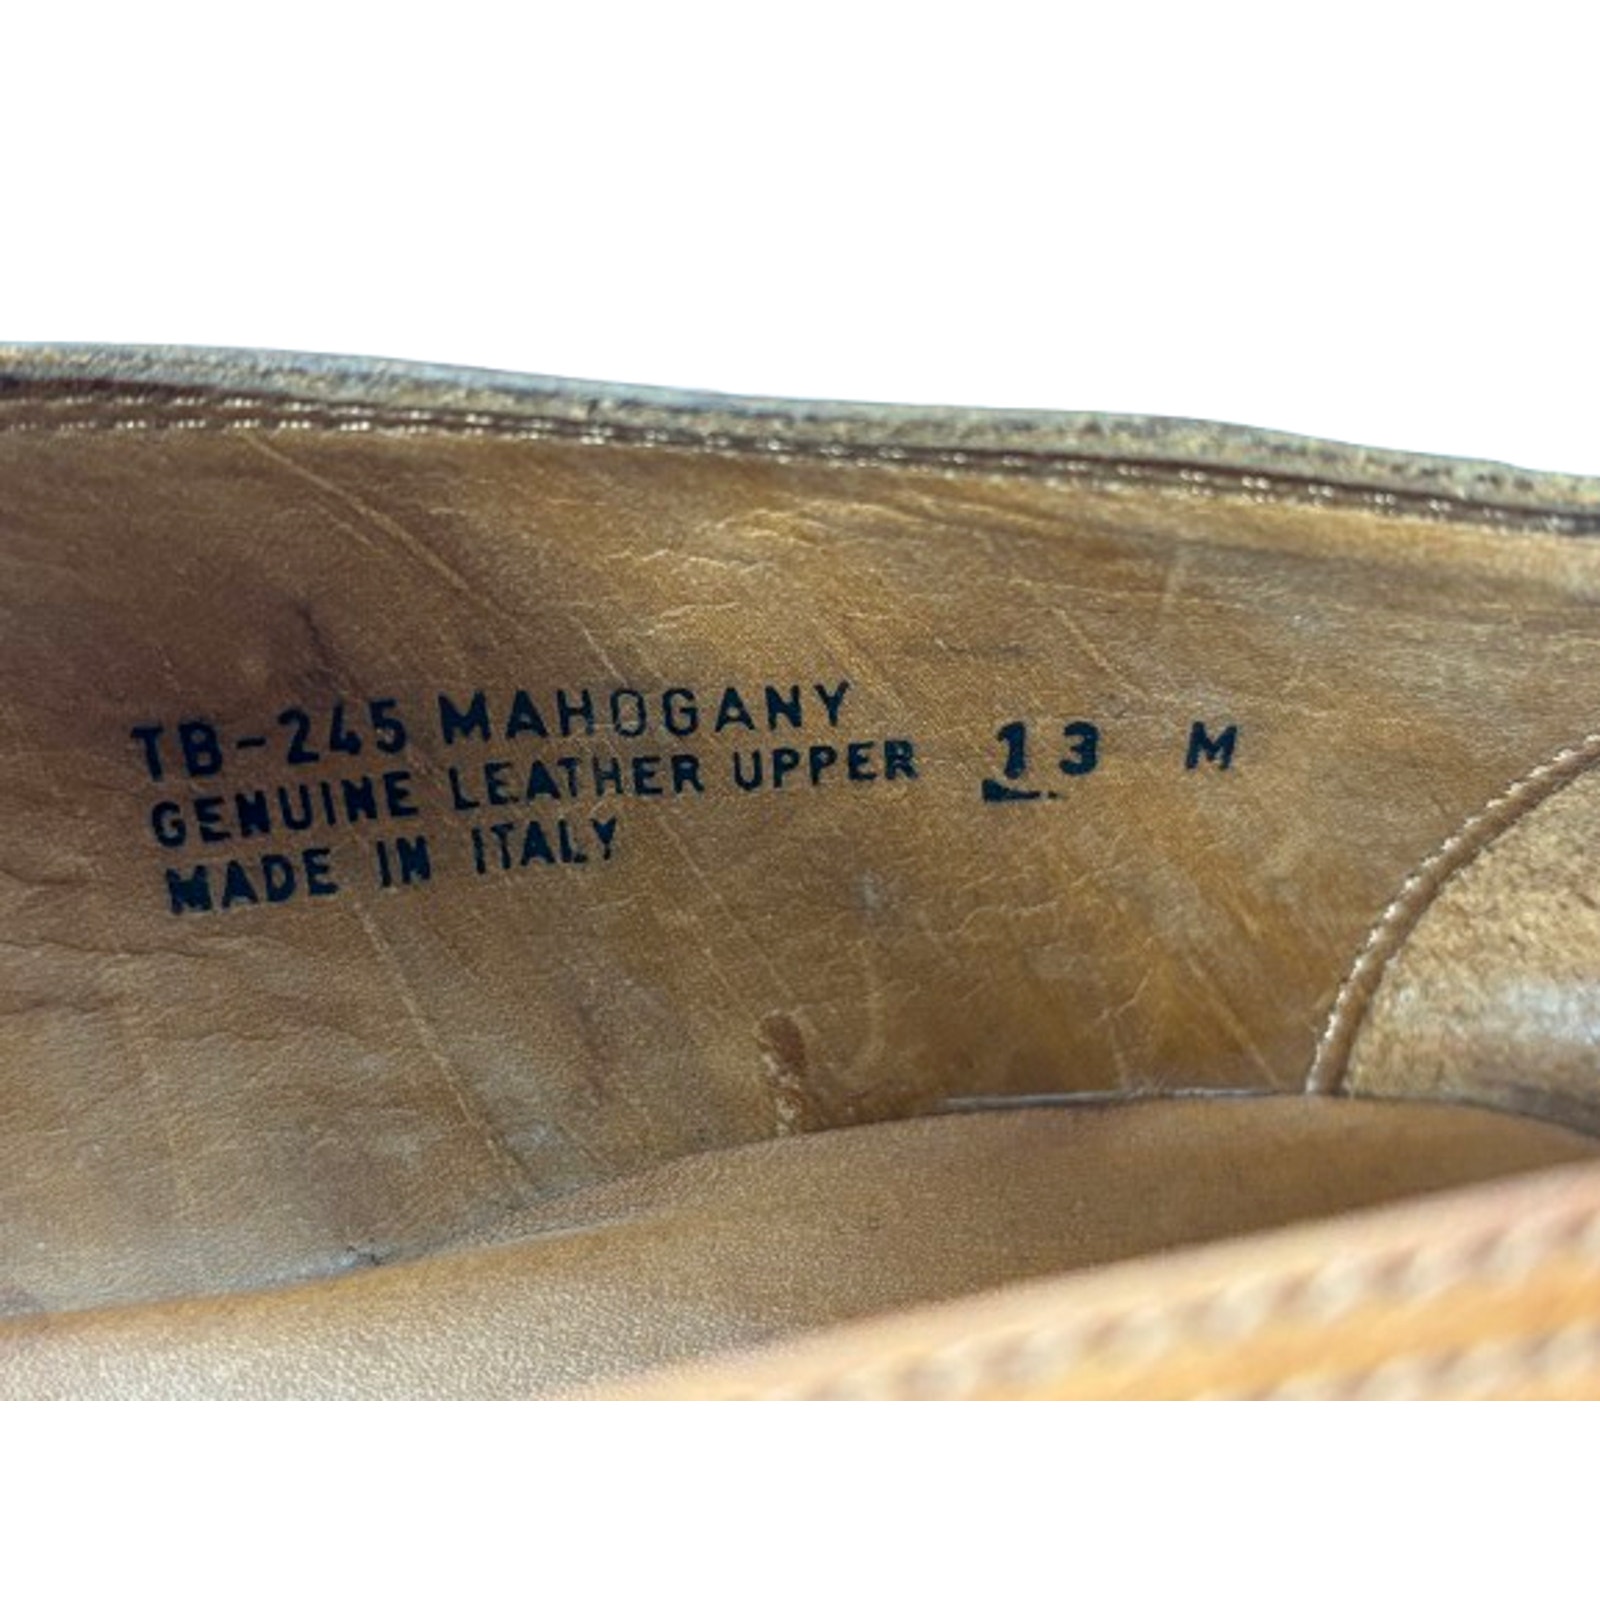 TB-245 MAHOGANY
GENUINE LEATHER UPPER 13 M
MADE IN ITALY